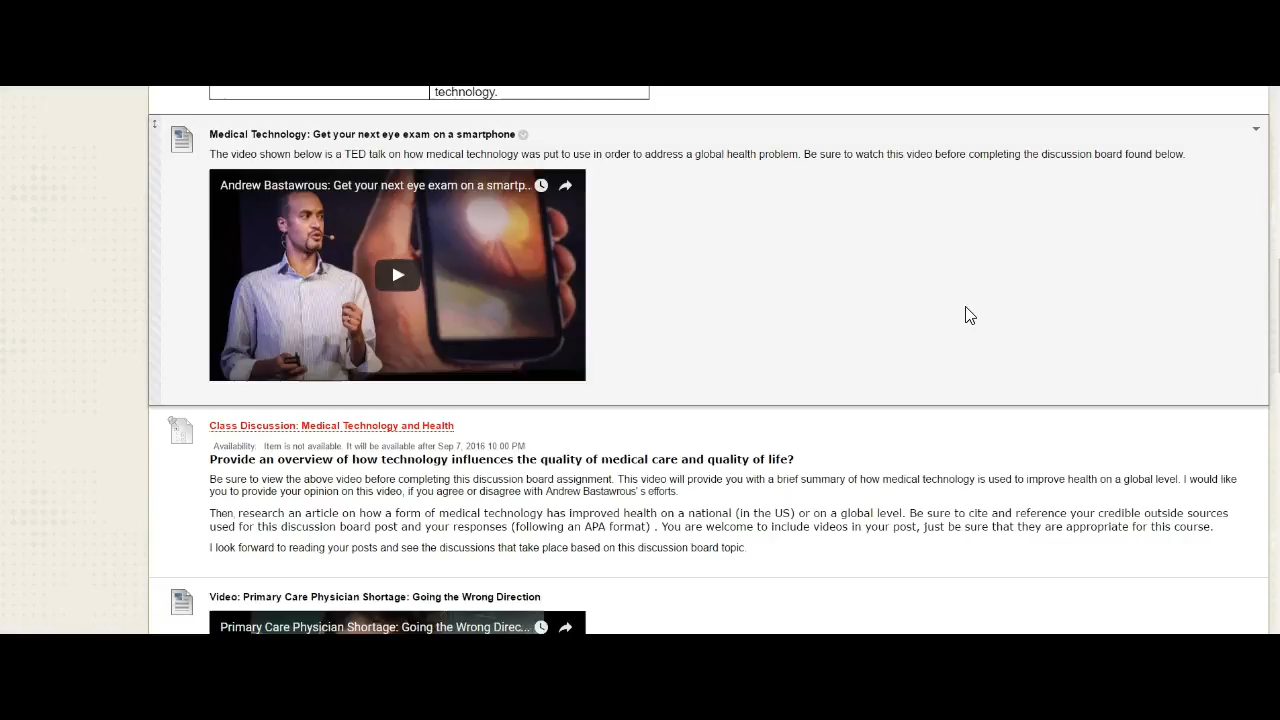 technology.
Medical Technology: Get your next eye exam on a smartphone
The video shown below is a TED talk on how medical technology was put to use in order to address a global health problem. Be sure to watch this video before completing the discussion board found below.
Andrew Bastawrous: Get your next eye exam on a smartp...
Class Discussion: Medical Technology and Health
Availability: Item is not available. It will be available after Sep 7, 2016 10:00 PM
Provide an overview of how technology influences the quality of medical care and quality of life?
Be sure to view the above video before completing this discussion board assignment. This video will provide you with a brief summary of how medical technology is used to improve health on a global level. I would like
you to provide your opinion on this video, if you agree or disagree with Andrew Bastawrous' s efforts.
Then, research an article on how a form of medical technology has improved health on a national (in the US) or on a global level. Be sure to cite and reference your credible outside sources
used for this discussion board post and your responses (following an APA format) . You are welcome to include videos in your post, just be sure that they are appropriate for this course.
I look forward to reading your posts and see the discussions that take place based on this discussion board topic.
Video: Primary Care Physician Shortage: Going the Wrong Direction
Primary Care Physician Shortage: Going the Wrong Direc...